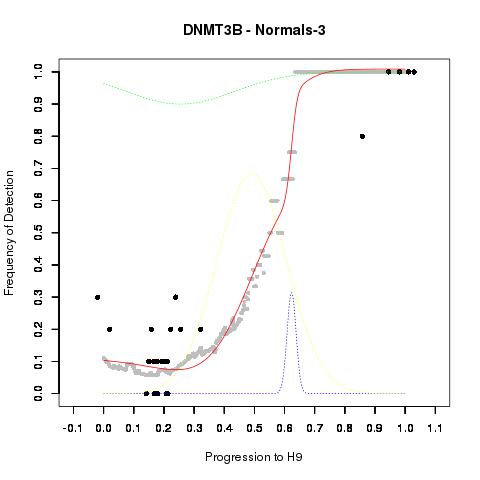 DNMT3B - Normals-3
Frequency of Detection
1.0
0.9
0.8
0.7
0.6
0.5
0.4
0.3
0.2
0.1
0.0
-0.1 0.0 0.1 0.2 0.3 0.4 0.5 0.6 0.7 0.8 0.9 1.0 1.1
Progression to H9